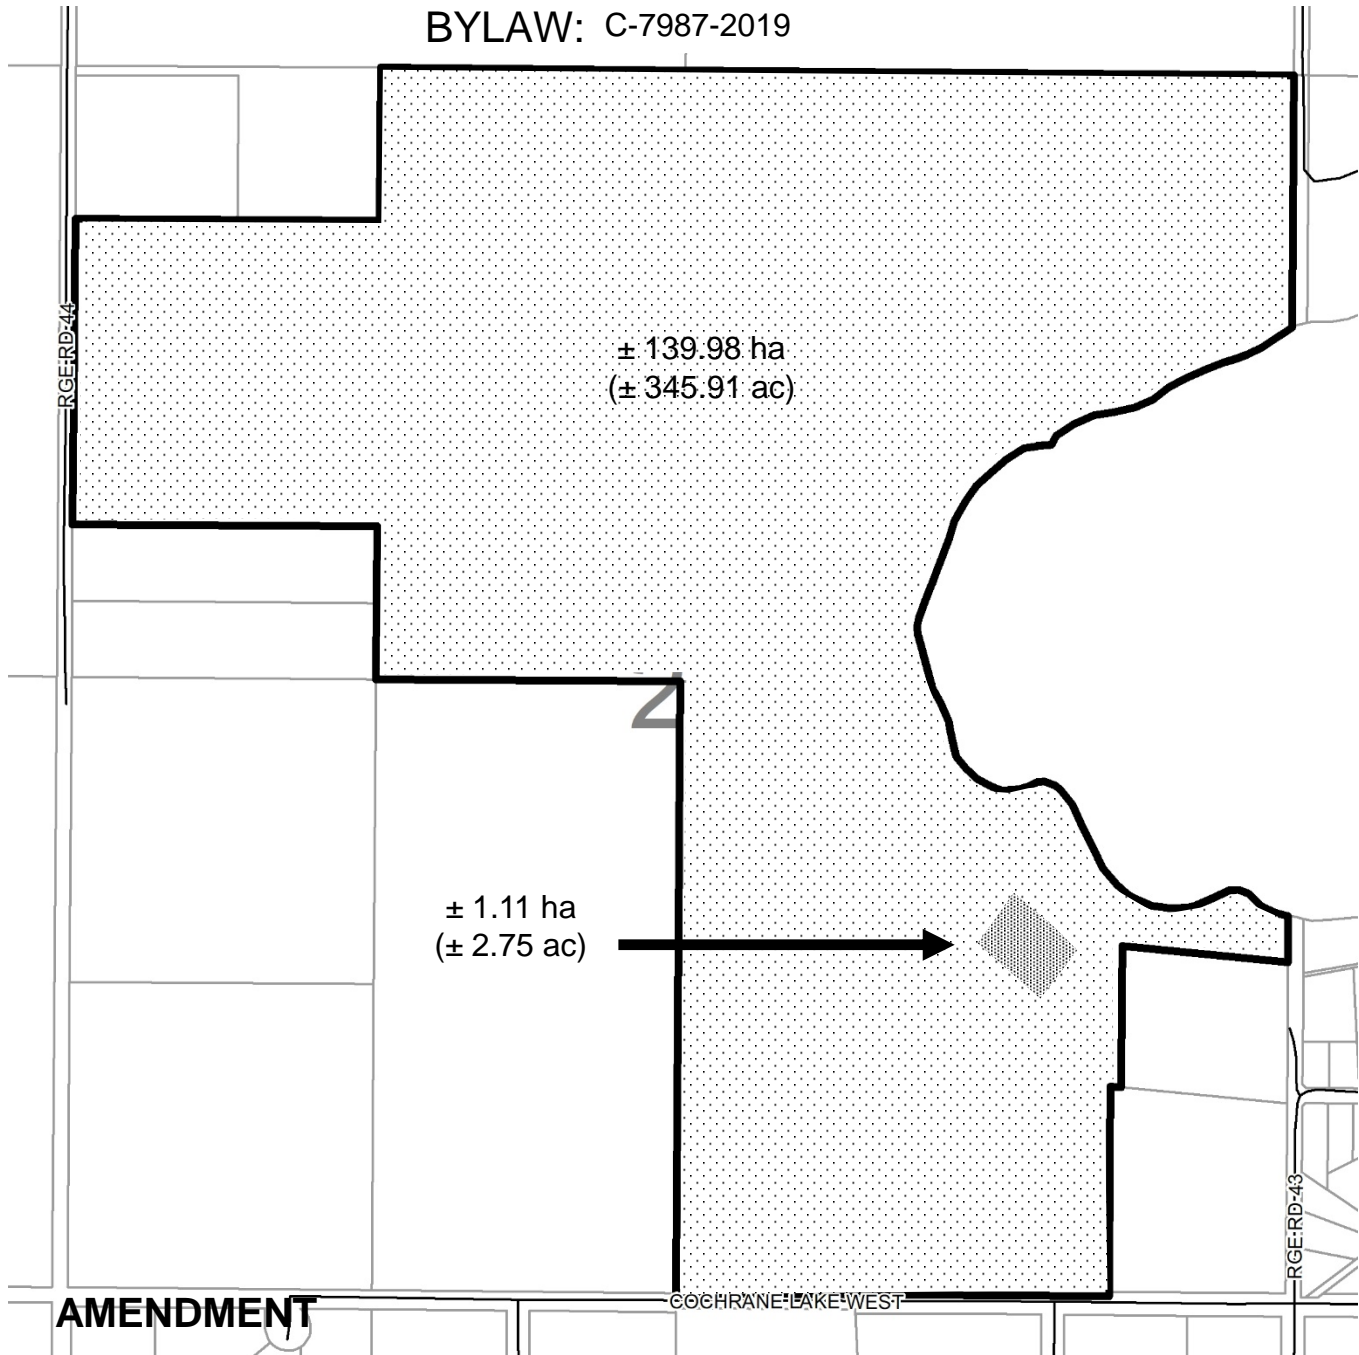 BYLAW: C-7987-2019
RGE-RD-44
± 139.98 ha
(± 345.91 ac)
2
± 1.11 ha
(± 2.75 ac)
RGE-RD-43
COCHRANE LAKE WEST
AMENDMENT